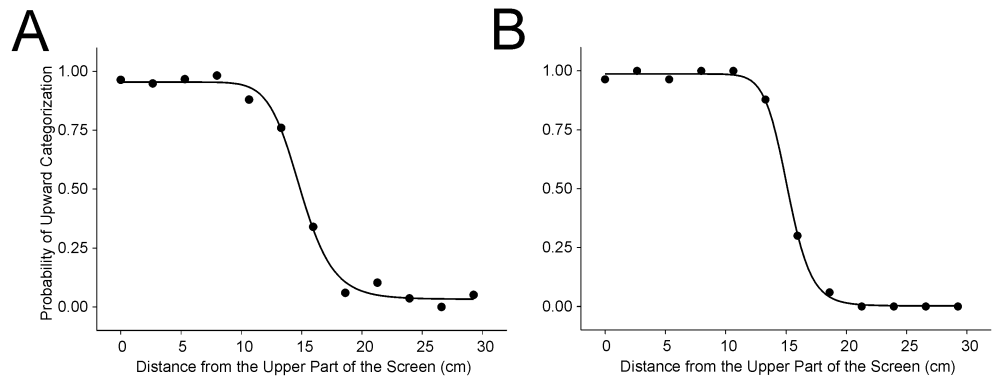 A
Probability of Upward Categorization
1.00
0.75
0.50
0.25
0.00
0 5 10 15 20 25 30
Distance from the Upper Part of the Screen (cm)
B
1.00
0.75
0.50
0.25
0.00
0 5 10 15 20 25 30
Distance from the Upper Part of the Screen (cm)